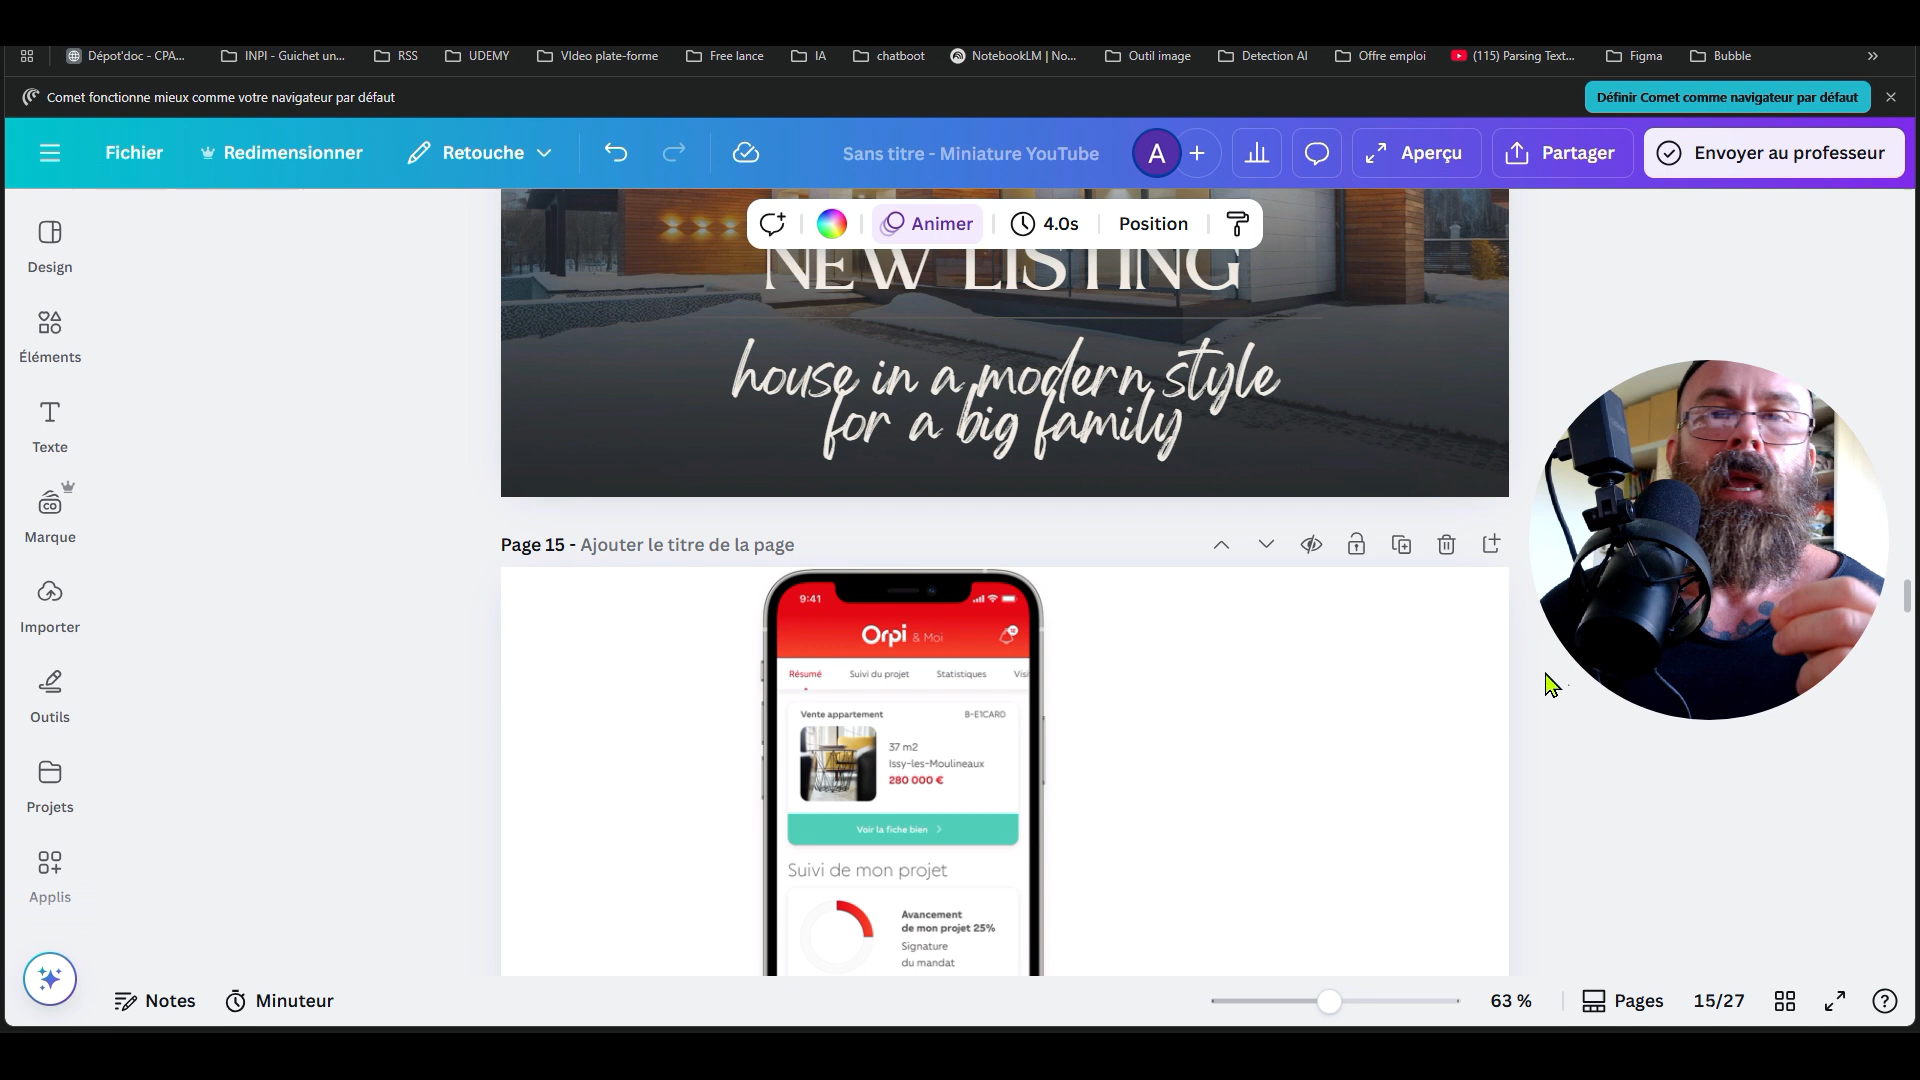 Dépot'doc - CPA...
INPI - Guichet un...
RSS
UDEMY
VIdeo plate-forme
Free lance
IA
chatboot
NotebookLM | No...
Outil image
Detection AI
Offre emploi
(115) Parsing Text...
Figma
Bubble
Comet fonctionne mieux comme votre navigateur par défaut
Définir Comet comme navigateur par défaut
Fichier
Redimensionner
Retouche
Sans titre - Miniature YouTube
A
Aperçu
Partager
Envoyer au professeur
Animer
4.0s
Position
Design
Éléments
Texte
Marque
Importer
Outils
Projets
Applis
NEW LISTING
house in a modern style
for a big family
Page 15 - Ajouter le titre de la page
9:41
Orpi & Moi
Résumé
Suivi du projet
Statistiques
Visi
Vente appartement
B-E1CARO
37 m2
Issy-les-Moulineaux
280 000 €
Voir la fiche bien
Suivi de mon projet
Avancement
de mon projet 25%
Signature
du mandat
Notes
Minuteur
63 %
Pages
15/27